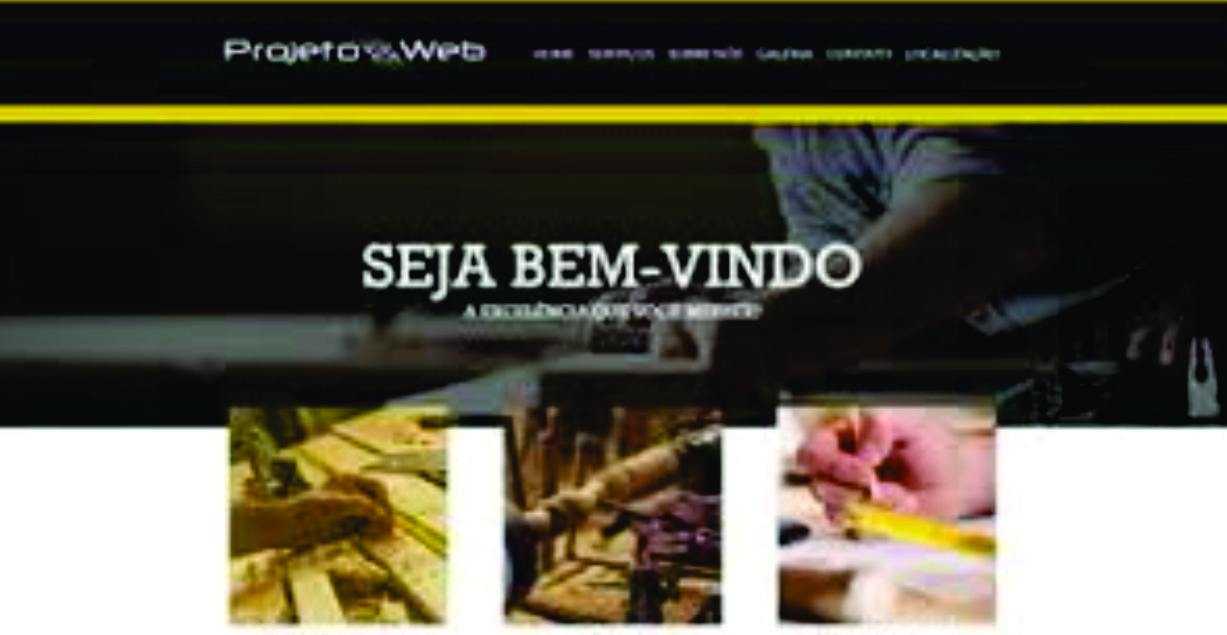 Projeto Web HOME SERVIÇOS SOBRE NÓS GALERIA CONTATO LOCALIZAÇÃO
SEJA BEM-VINDO
A EXCELÊNCIA QUE VOCÊ MERECE